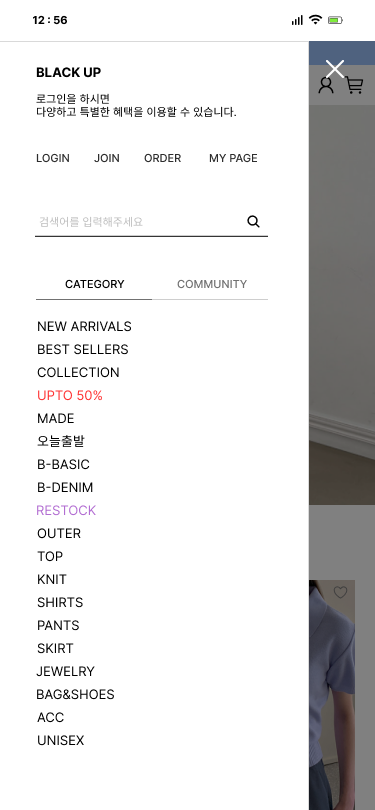 12 : 56
BLACK UP
로그인을 하시면
다양하고 특별한 혜택을 이용할 수 있습니다.
LOGIN JOIN ORDER MY PAGE
검색어를 입력해주세요
CATEGORY COMMUNITY
NEW ARRIVALS
BEST SELLERS
COLLECTION
UPTO 50%
MADE
오늘출발
B-BASIC
B-DENIM
RESTOCK
OUTER
TOP
KNIT
SHIRTS
PANTS
SKIRT
JEWELRY
BAG&SHOES
ACC
UNISEX